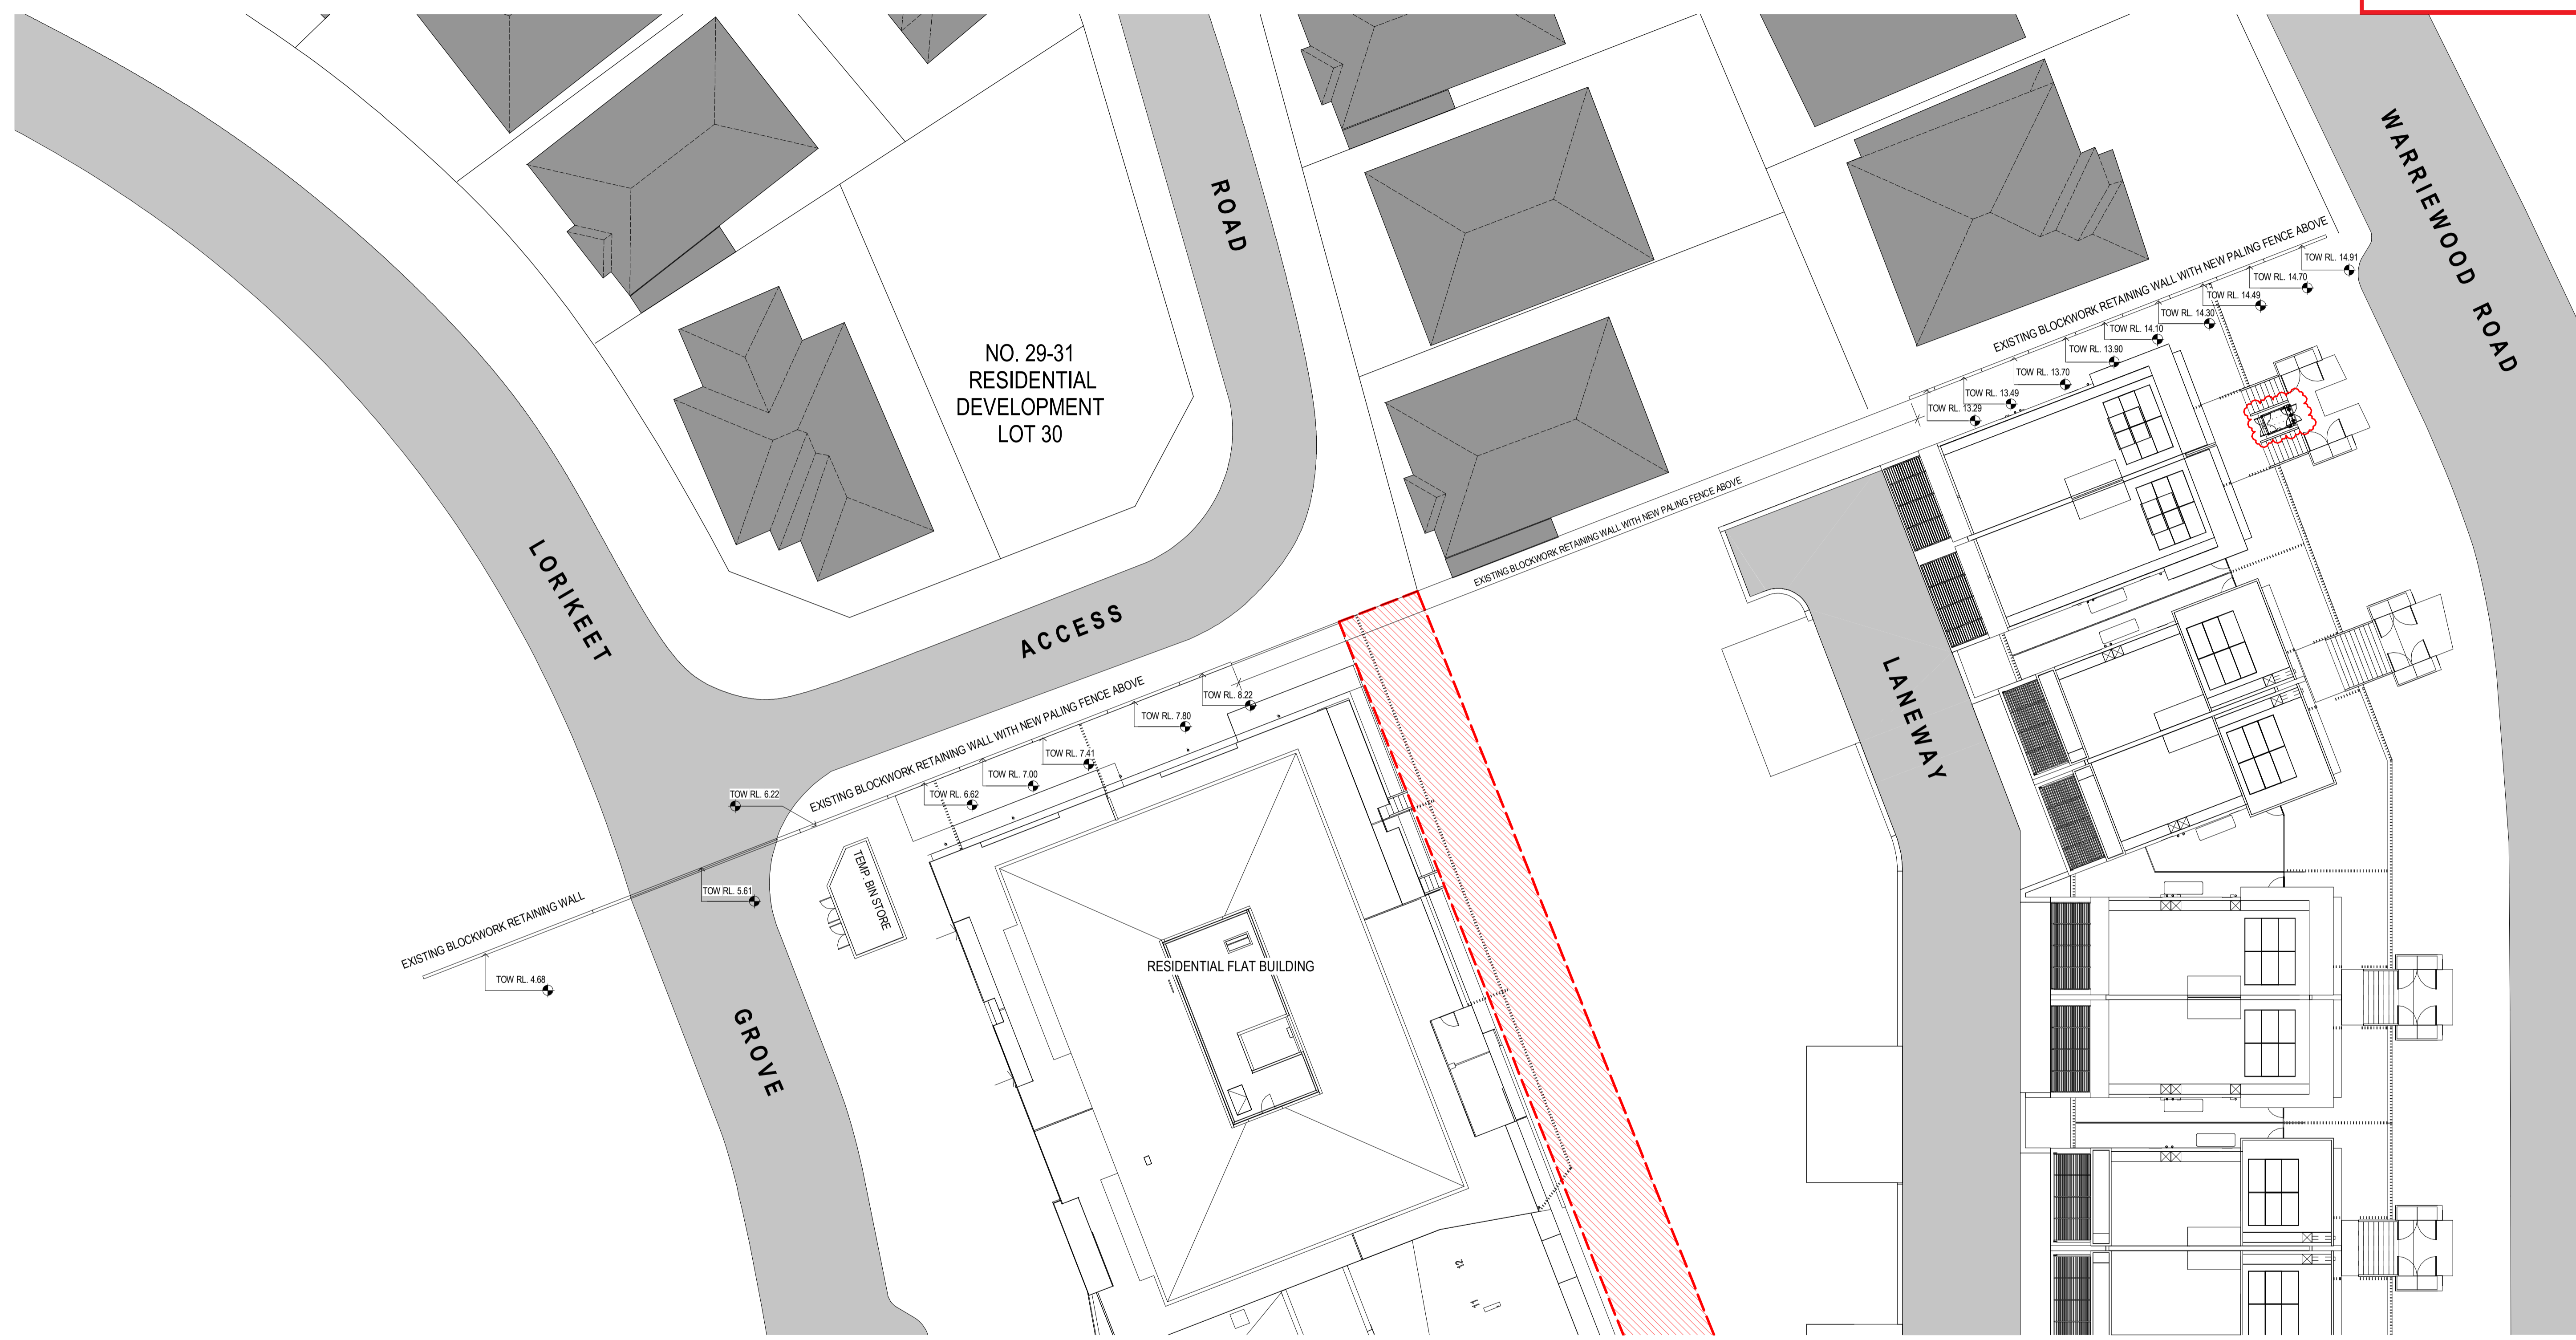 WARRIEWOOD ROAD
ROAD
EXISTING BLOCKWORK RETAINING WALL WITH NEW PALING FENCE ABOVE
TOW RL. 14.91
TOW RL. 14.70
TOW RL. 14.49
TOW RL. 14.30
TOW RL. 14.10
TOW RL. 13.90
TOW RL. 13.70
TOW RL. 13.49
TOW RL. 13.29
NO. 29-31
RESIDENTIAL
DEVELOPMENT
LOT 30
EXISTING BLOCKWORK RETAINING WALL WITH NEW PALING FENCE ABOVE
LORIKEET
ACCESS
LANEWAY
EXISTING BLOCKWORK RETAINING WALL WITH NEW PALING FENCE ABOVE
TOW RL. 8.22
TOW RL. 7.80
TOW RL. 7.41
TOW RL. 7.00
TOW RL. 6.62
TOW RL. 6.22
TEMP. BIN STORE
TOW RL. 5.61
EXISTING BLOCKWORK RETAINING WALL
TOW RL. 4.68
RESIDENTIAL FLAT BUILDING
GROVE
12
11